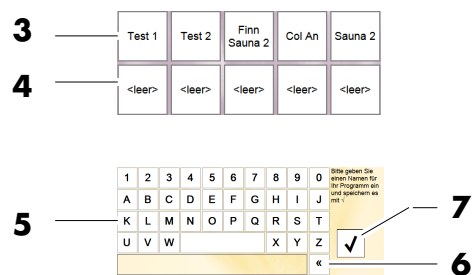 3
Test 1 Test 2 Finn Sauna 2 Col An Sauna 2
4
<leer> <leer> <leer> <leer> <leer>
1 2 3 4 5 6 7 8 9 0
A B C D E F G H I J
5
K L M N O P Q R S T
U V W X Y Z
«
Bitte geben Sie
einen Namen für
Ihr Programm ein
und speichern es
mit √
✓
7
6